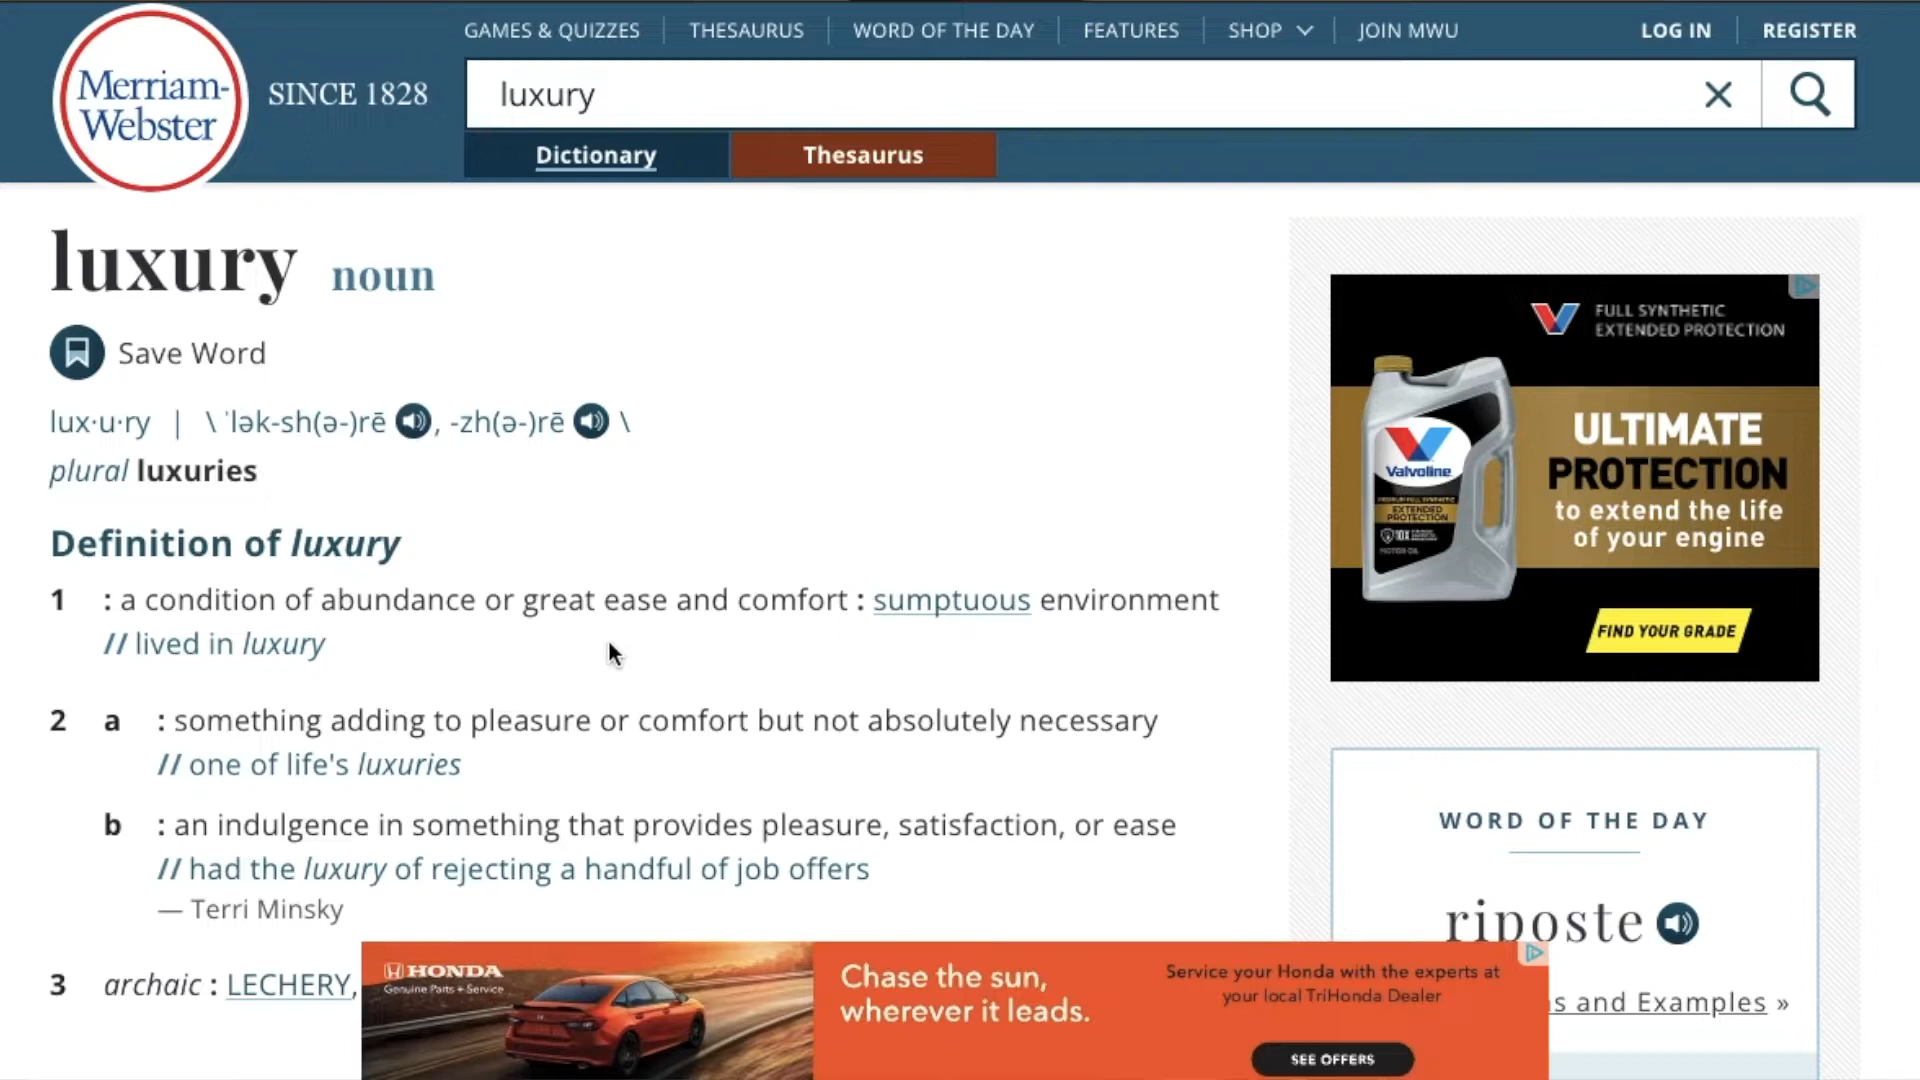 GAMES & QUIZZES THESAURUS WORD OF THE DAY FEATURES SHOP JOIN MWU LOG IN REGISTER
Merriam-
Webster
SINCE 1828
luxury
Dictionary Thesaurus
luxury noun
Save Word
lux·u·ry | \ ˈlək-sh(ə-)rē , -zh(ə-)rē \
plural luxuries
Definition of luxury
1 : a condition of abundance or great ease and comfort : sumptuous environment
// lived in luxury
2 a : something adding to pleasure or comfort but not absolutely necessary
// one of life's luxuries
b : an indulgence in something that provides pleasure, satisfaction, or ease
// had the luxury of rejecting a handful of job offers
— Terri Minsky
3 archaic : LECHERY,
FULL SYNTHETIC
EXTENDED PROTECTION
Valvoline
EXTENDED
PROTECTION
10X
MOTOR OIL
ULTIMATE
PROTECTION
to extend the life
of your engine
FIND YOUR GRADE
WORD OF THE DAY
riposte
s and Examples »
HONDA
Genuine Parts + Service
Chase the sun,
wherever it leads.
Service your Honda with the experts at
your local TriHonda Dealer
SEE OFFERS